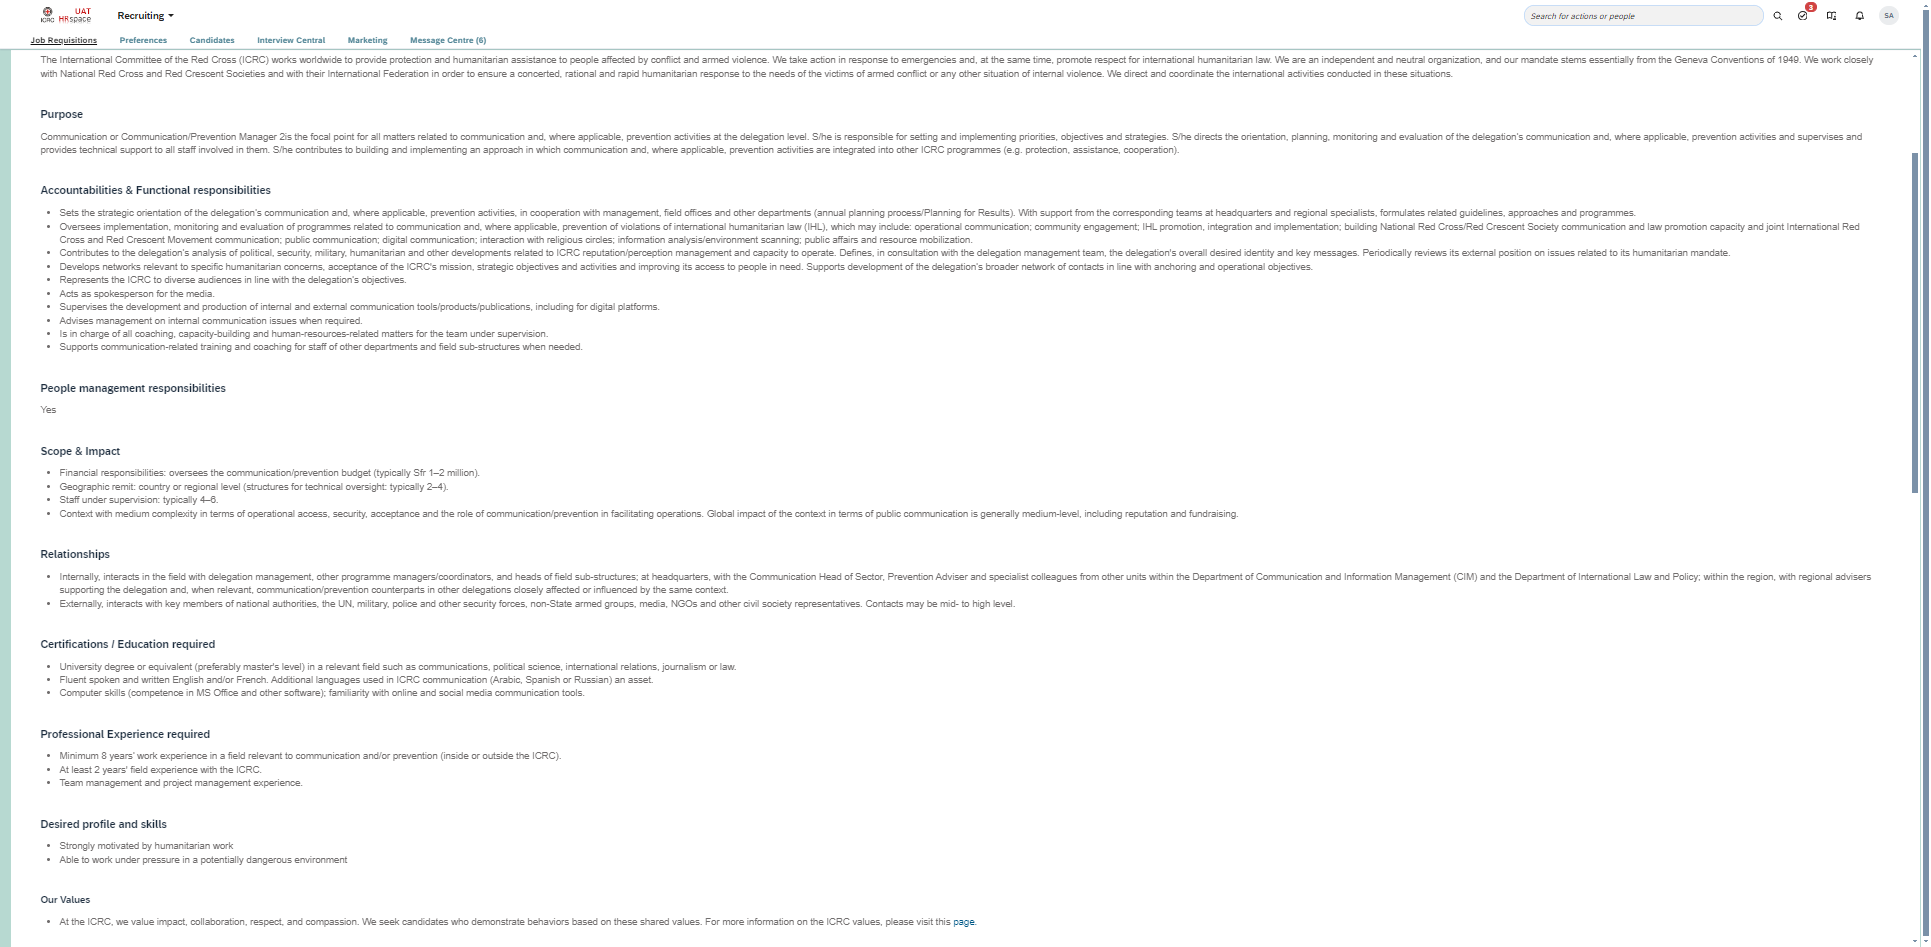 ICRC UAT HRspace
Recruiting
Search for actions or people
3
SA
Job Requisitions
Preferences
Candidates
Interview Central
Marketing
Message Centre (6)
The International Committee of the Red Cross (ICRC) works worldwide to provide protection and humanitarian assistance to people affected by conflict and armed violence. We take action in response to emergencies and, at the same time, promote respect for international humanitarian law. We are an independent and neutral organization, and our mandate stems essentially from the Geneva Conventions of 1949. We work closely
with National Red Cross and Red Crescent Societies and with their International Federation in order to ensure a concerted, rational and rapid humanitarian response to the needs of the victims of armed conflict or any other situation of internal violence. We direct and coordinate the international activities conducted in these situations.
Purpose
Communication or Communication/Prevention Manager 2is the focal point for all matters related to communication and, where applicable, prevention activities at the delegation level. S/he is responsible for setting and implementing priorities, objectives and strategies. S/he directs the orientation, planning, monitoring and evaluation of the delegation's communication and, where applicable, prevention activities and supervises and
provides technical support to all staff involved in them. S/he contributes to building and implementing an approach in which communication and, where applicable, prevention activities are integrated into other ICRC programmes (e.g. protection, assistance, cooperation).
Accountabilities & Functional responsibilities
• Sets the strategic orientation of the delegation's communication and, where applicable, prevention activities, in cooperation with management, field offices and other departments (annual planning process/Planning for Results). With support from the corresponding teams at headquarters and regional specialists, formulates related guidelines, approaches and programmes.
• Oversees implementation, monitoring and evaluation of programmes related to communication and, where applicable, prevention of violations of international humanitarian law (IHL), which may include: operational communication; community engagement; IHL promotion, integration and implementation; building National Red Cross/Red Crescent Society communication and law promotion capacity and joint International Red
Cross and Red Crescent Movement communication; public communication; digital communication; interaction with religious circles; information analysis/environment scanning; public affairs and resource mobilization.
• Contributes to the delegation's analysis of political, security, military, humanitarian and other developments related to ICRC reputation/perception management and capacity to operate. Defines, in consultation with the delegation management team, the delegation's overall desired identity and key messages. Periodically reviews its external position on issues related to its humanitarian mandate.
• Develops networks relevant to specific humanitarian concerns, acceptance of the ICRC's mission, strategic objectives and activities and improving its access to people in need. Supports development of the delegation's broader network of contacts in line with anchoring and operational objectives.
• Represents the ICRC to diverse audiences in line with the delegation's objectives.
• Acts as spokesperson for the media.
• Supervises the development and production of internal and external communication tools/products/publications, including for digital platforms.
• Advises management on internal communication issues when required.
• Is in charge of all coaching, capacity-building and human-resources-related matters for the team under supervision.
• Supports communication-related training and coaching for staff of other departments and field sub-structures when needed.
People management responsibilities
Yes
Scope & Impact
• Financial responsibilities: oversees the communication/prevention budget (typically Sfr 1–2 million).
• Geographic remit: country or regional level (structures for technical oversight: typically 2–4).
• Staff under supervision: typically 4–6.
• Context with medium complexity in terms of operational access, security, acceptance and the role of communication/prevention in facilitating operations. Global impact of the context in terms of public communication is generally medium-level, including reputation and fundraising.
Relationships
• Internally, interacts in the field with delegation management, other programme managers/coordinators, and heads of field sub-structures; at headquarters, with the Communication Head of Sector, Prevention Adviser and specialist colleagues from other units within the Department of Communication and Information Management (CIM) and the Department of International Law and Policy; within the region, with regional advisers
supporting the delegation and, when relevant, communication/prevention counterparts in other delegations closely affected or influenced by the same context.
• Externally, interacts with key members of national authorities, the UN, military, police and other security forces, non-State armed groups, media, NGOs and other civil society representatives. Contacts may be mid- to high level.
Certifications / Education required
• University degree or equivalent (preferably master's level) in a relevant field such as communications, political science, international relations, journalism or law.
• Fluent spoken and written English and/or French. Additional languages used in ICRC communication (Arabic, Spanish or Russian) an asset.
• Computer skills (competence in MS Office and other software); familiarity with online and social media communication tools.
Professional Experience required
• Minimum 8 years' work experience in a field relevant to communication and/or prevention (inside or outside the ICRC).
• At least 2 years' field experience with the ICRC.
• Team management and project management experience.
Desired profile and skills
• Strongly motivated by humanitarian work
• Able to work under pressure in a potentially dangerous environment
Our Values
• At the ICRC, we value impact, collaboration, respect, and compassion. We seek candidates who demonstrate behaviors based on these shared values. For more information on the ICRC values, please visit this page.